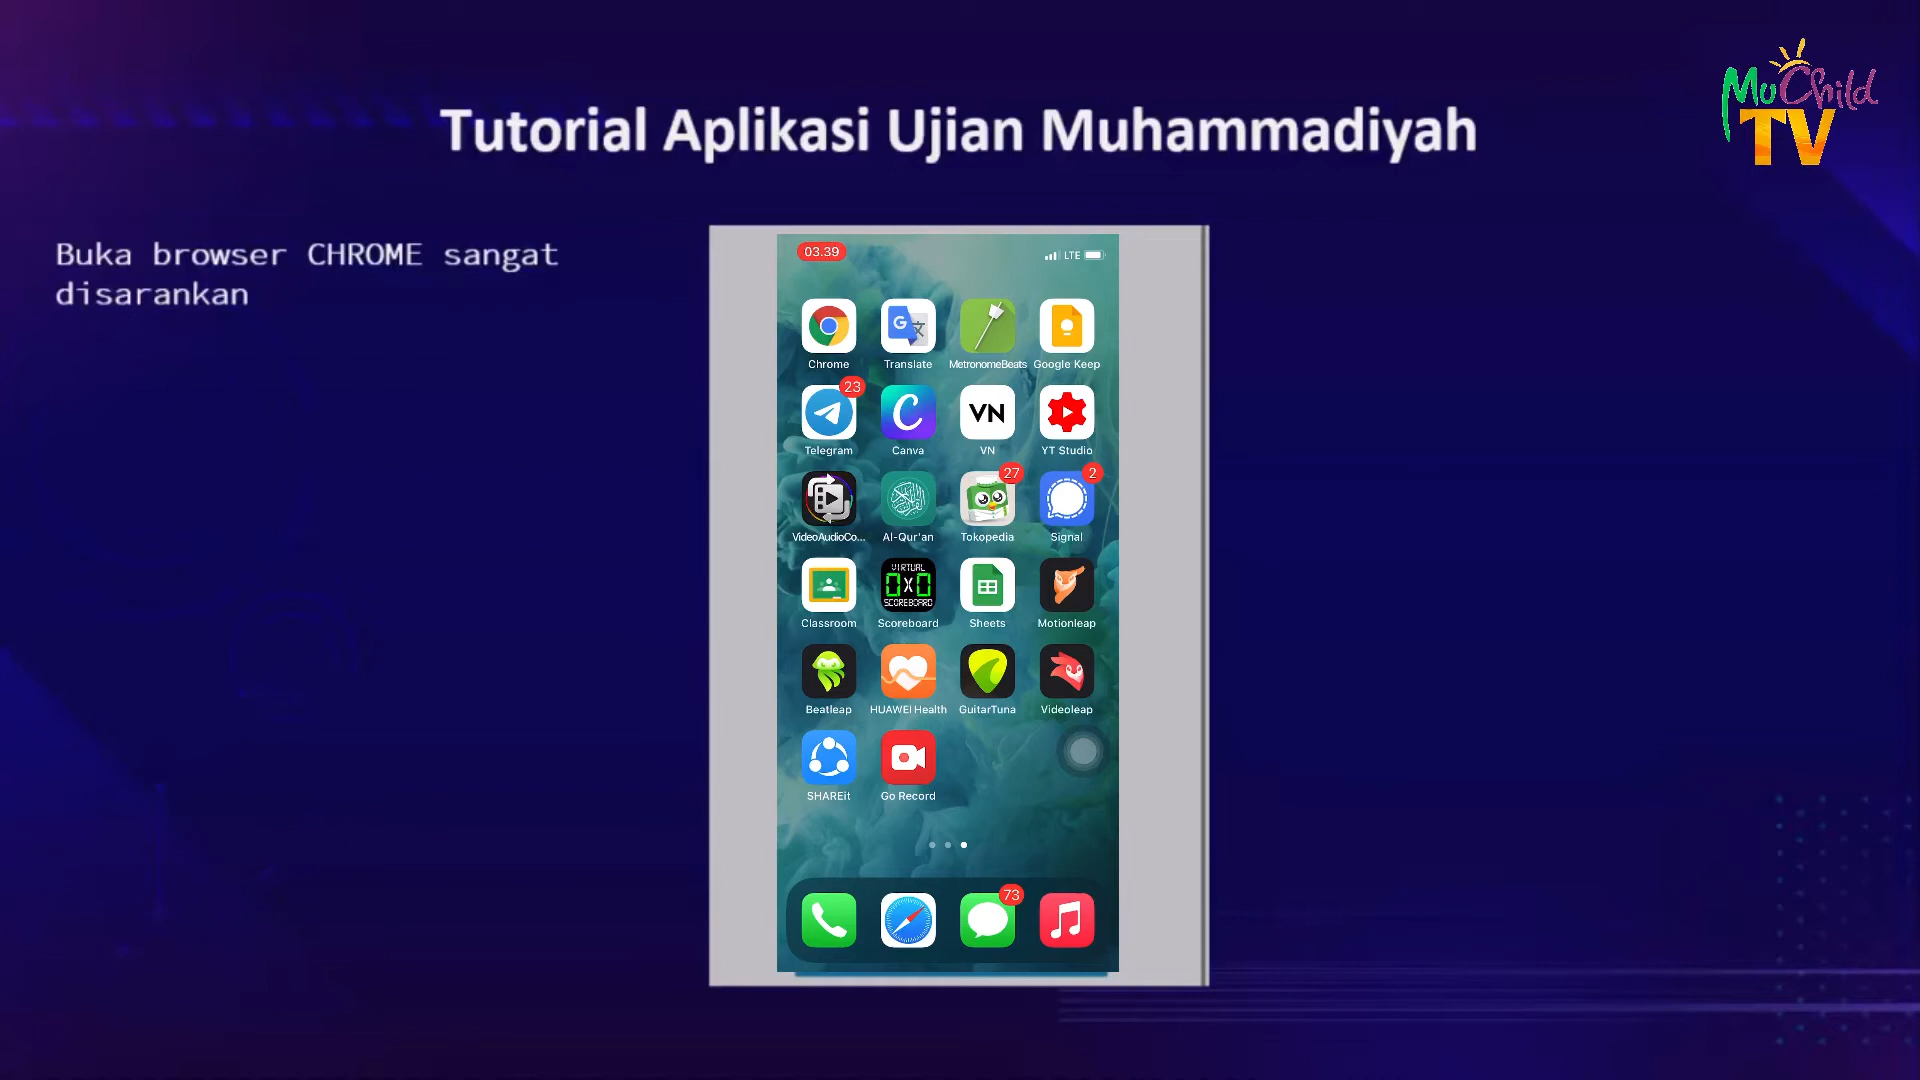 MuChild
TV
Tutorial Aplikasi Ujian Muhammadiyah
Buka browser CHROME sangat
disarankan
03.39
LTE
Chrome
Translate
MetronomeBeats
Google Keep
23
Telegram
Canva
VN
VN
YT Studio
VideoAudioCo...
Al-Qur'an
27
Tokopedia
2
Signal
Classroom
VIRTUAL
0X0
SCOREBOARD
Scoreboard
Sheets
Motionleap
Beatleap
HUAWEI Health
GuitarTuna
Videoleap
SHAREit
Go Record
73